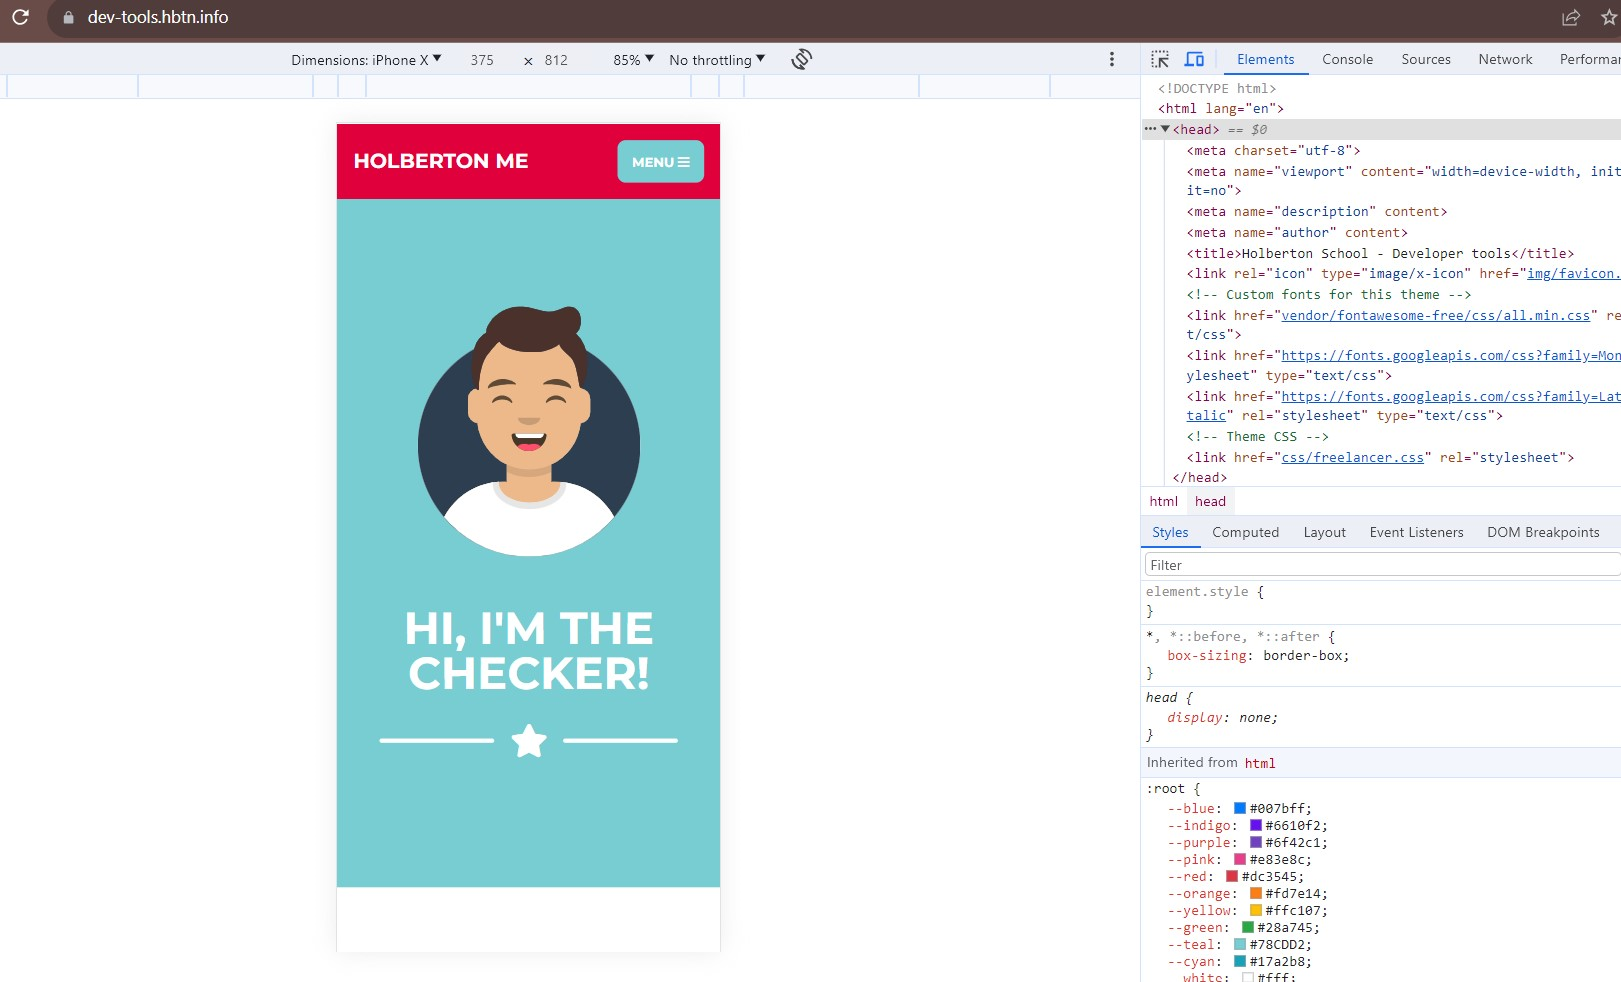 dev-tools.hbtn.info
Dimensions: iPhone X 375 × 812 85% No throttling
Elements Console Sources Network
HOLBERTON ME
MENU
HI, I'M THE
CHECKER!
<!DOCTYPE html>
<html lang="en">
<head> == $0
<meta charset="utf-8">
<meta name="viewport" content="width=device-width, init
it=no">
<meta name="description" content>
<meta name="author" content>
<title>Holberton School - Developer tools</title>
<link rel="icon" type="image/x-icon" href="img/favicon.
<!-- Custom fonts for this theme -->
<link href="vendor/fontawesome-free/css/all.min.css" re
t/css">
<link href="https://fonts.googleapis.com/css?family=Mon
ylesheet" type="text/css">
<link href="https://fonts.googleapis.com/css?family=Lat
talic" rel="stylesheet" type="text/css">
<!-- Theme CSS -->
<link href="css/freelancer.css" rel="stylesheet">
</head>
html head
Styles Computed Layout Event Listeners DOM Breakpoints
Filter
element.style {
}
*, *::before, *::after {
box-sizing: border-box;
}
head {
display: none;
}
Inherited from html
:root {
--blue: #007bff;
--indigo: #6610f2;
--purple: #6f42c1;
--pink: #e83e8c;
--red: #dc3545;
--orange: #fd7e14;
--yellow: #ffc107;
--green: #28a745;
--teal: #78CDD2;
--cyan: #17a2b8;
white: #fff;